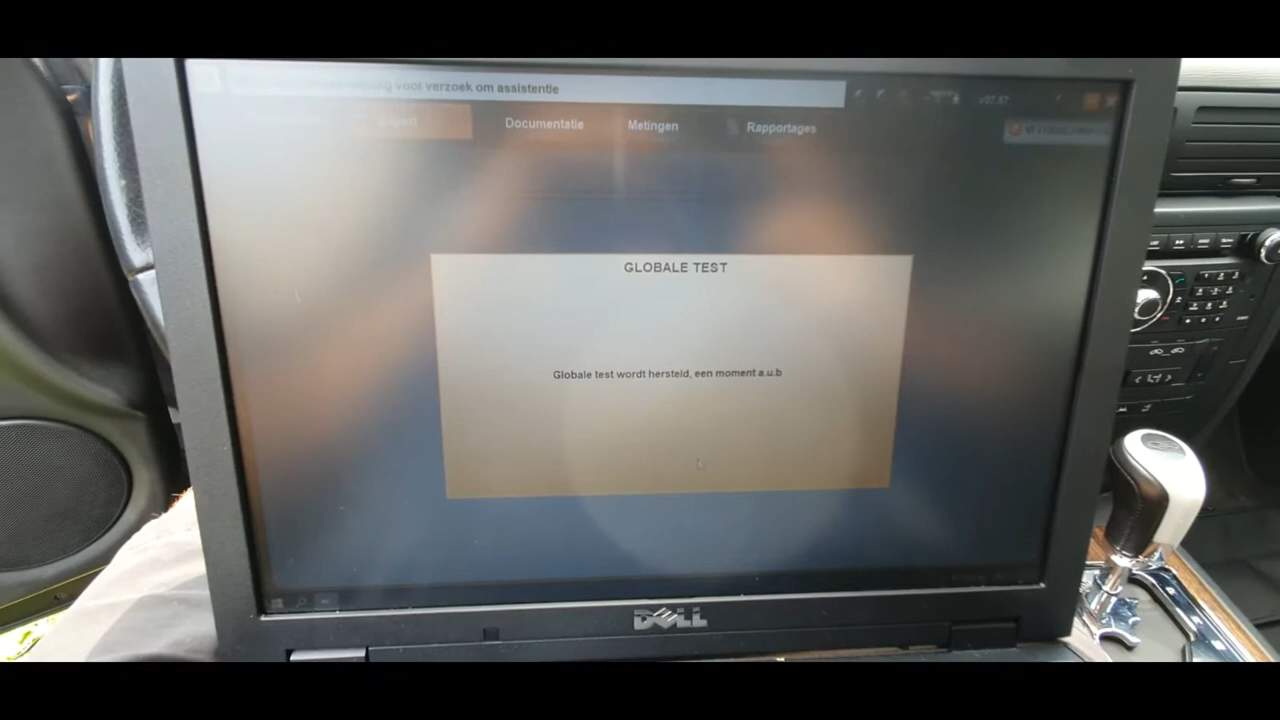 voor verzoek om assistentie
Documentatie
Metingen
Rapportages
GLOBALE TEST
Globale test wordt hersteld, een moment a.u.b
DELL